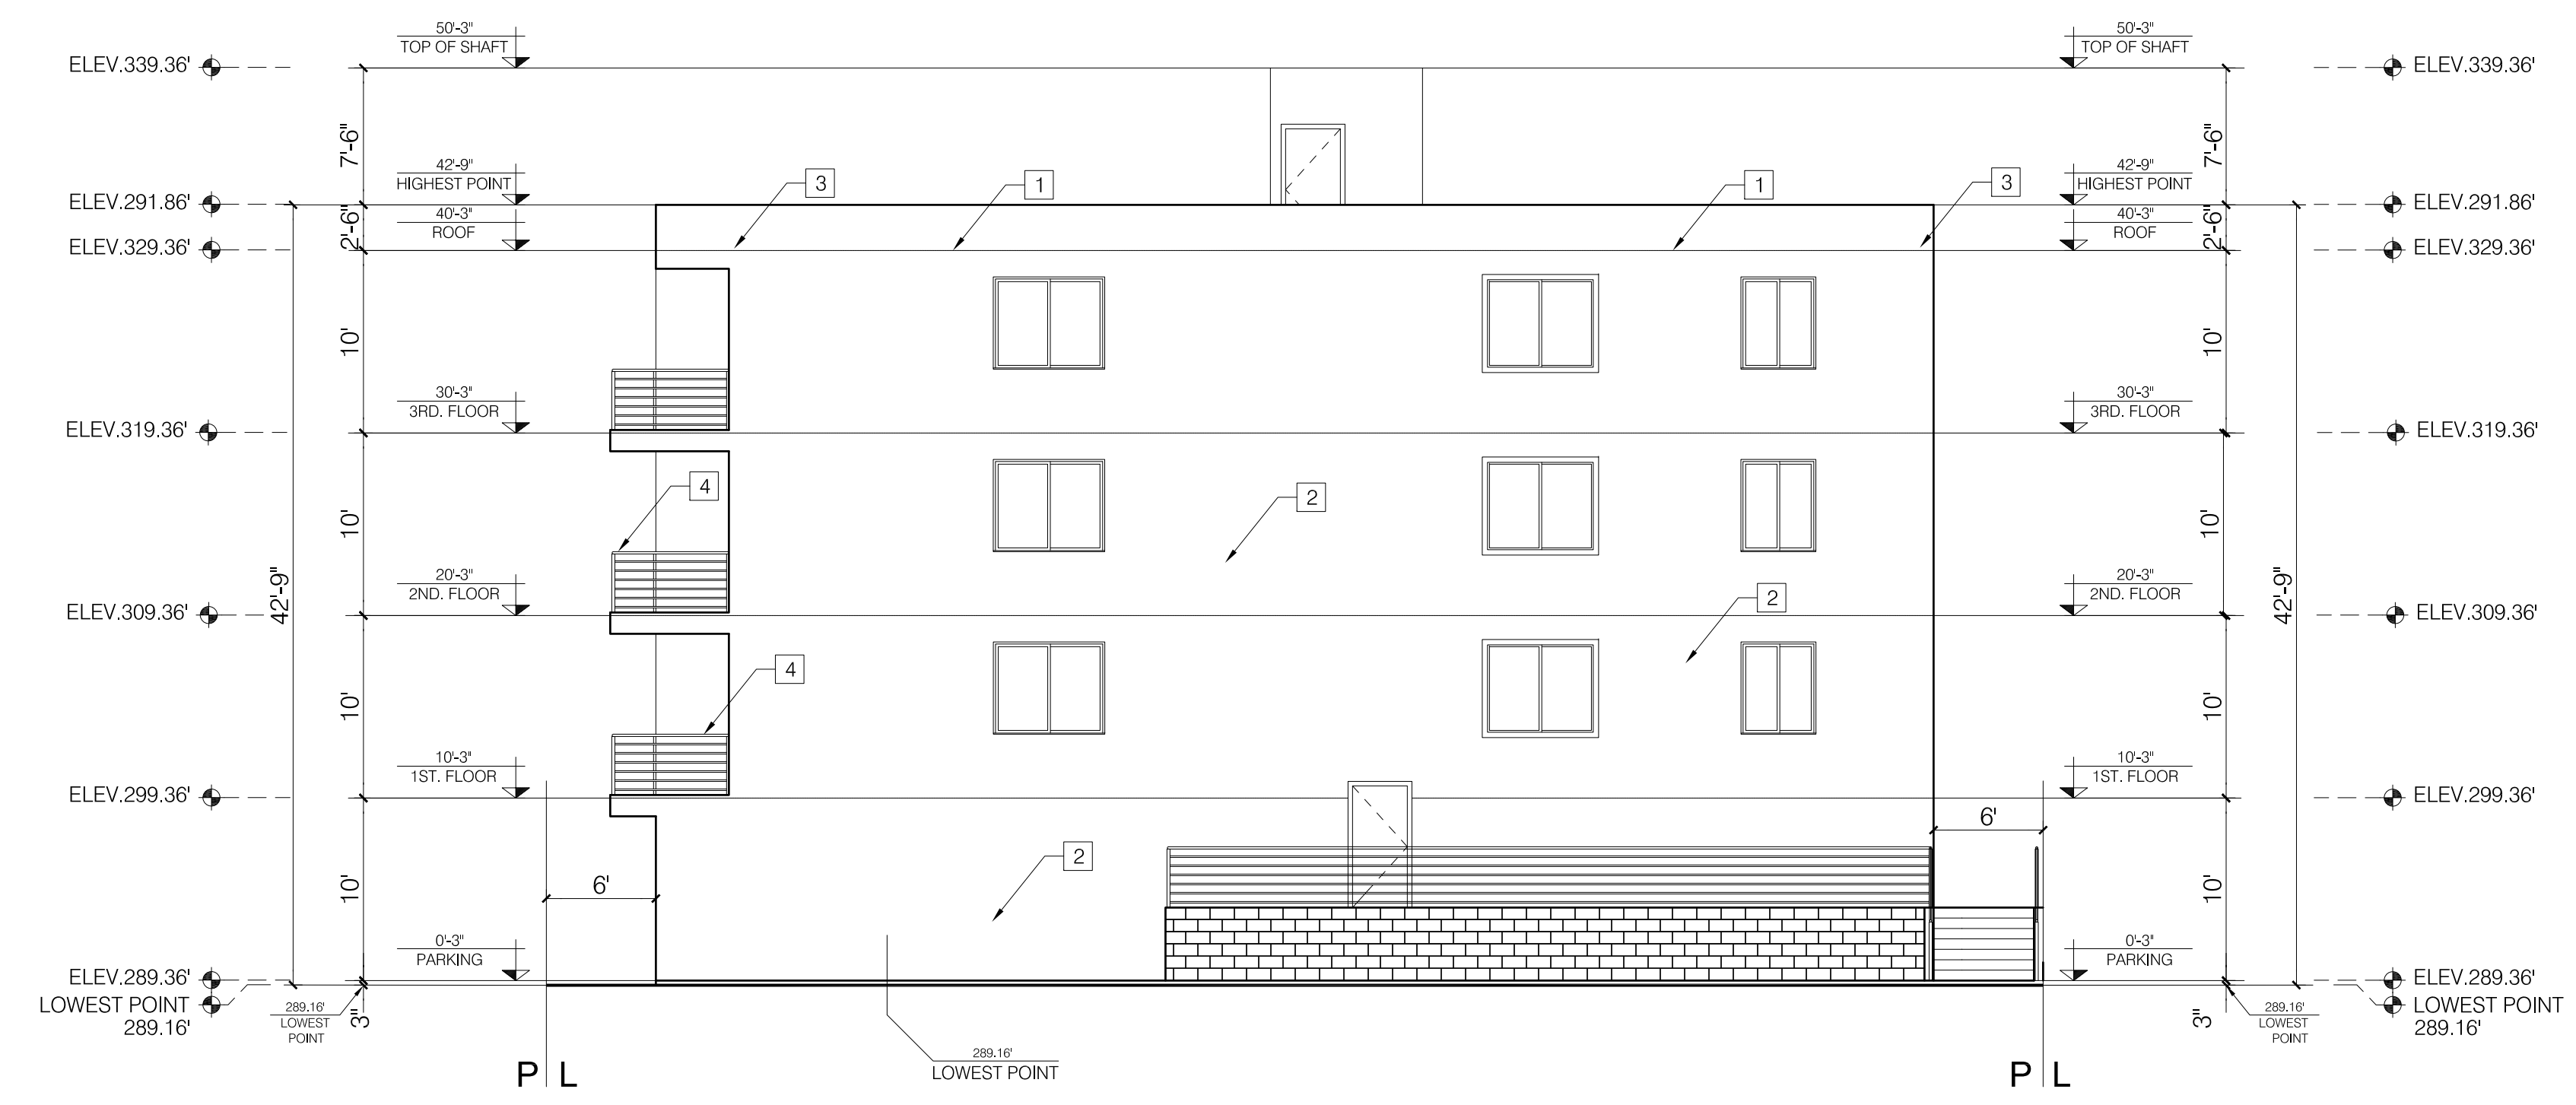 50'-3"
TOP OF SHAFT
50'-3"
TOP OF SHAFT
ELEV.339.36'
ELEV.339.36'
7'-6"
7'-6"
42'-9"
HIGHEST POINT
3
1
1
3
42'-9"
HIGHEST POINT
ELEV.291.86'
ELEV.291.86'
2'-6"
40'-3"
ROOF
40'-3"
ROOF
2'-6"
ELEV.329.36'
ELEV.329.36'
10'
10'
30'-3"
3RD. FLOOR
30'-3"
3RD. FLOOR
ELEV.319.36'
ELEV.319.36'
4
2
10'
10'
42'-9"
20'-3"
2ND. FLOOR
2
20'-3"
2ND. FLOOR
42'-9"
ELEV.309.36'
ELEV.309.36'
4
10'
10'
10'-3"
1ST. FLOOR
10'-3"
1ST. FLOOR
ELEV.299.36'
ELEV.299.36'
6'
2
10'
6'
10'
0'-3"
PARKING
0'-3"
PARKING
ELEV.289.36'
ELEV.289.36'
LOWEST POINT
289.16'
289.16'
LOWEST
POINT
3"
3"
289.16'
LOWEST
POINT
LOWEST POINT
289.16'
289.16'
LOWEST POINT
P L
P L